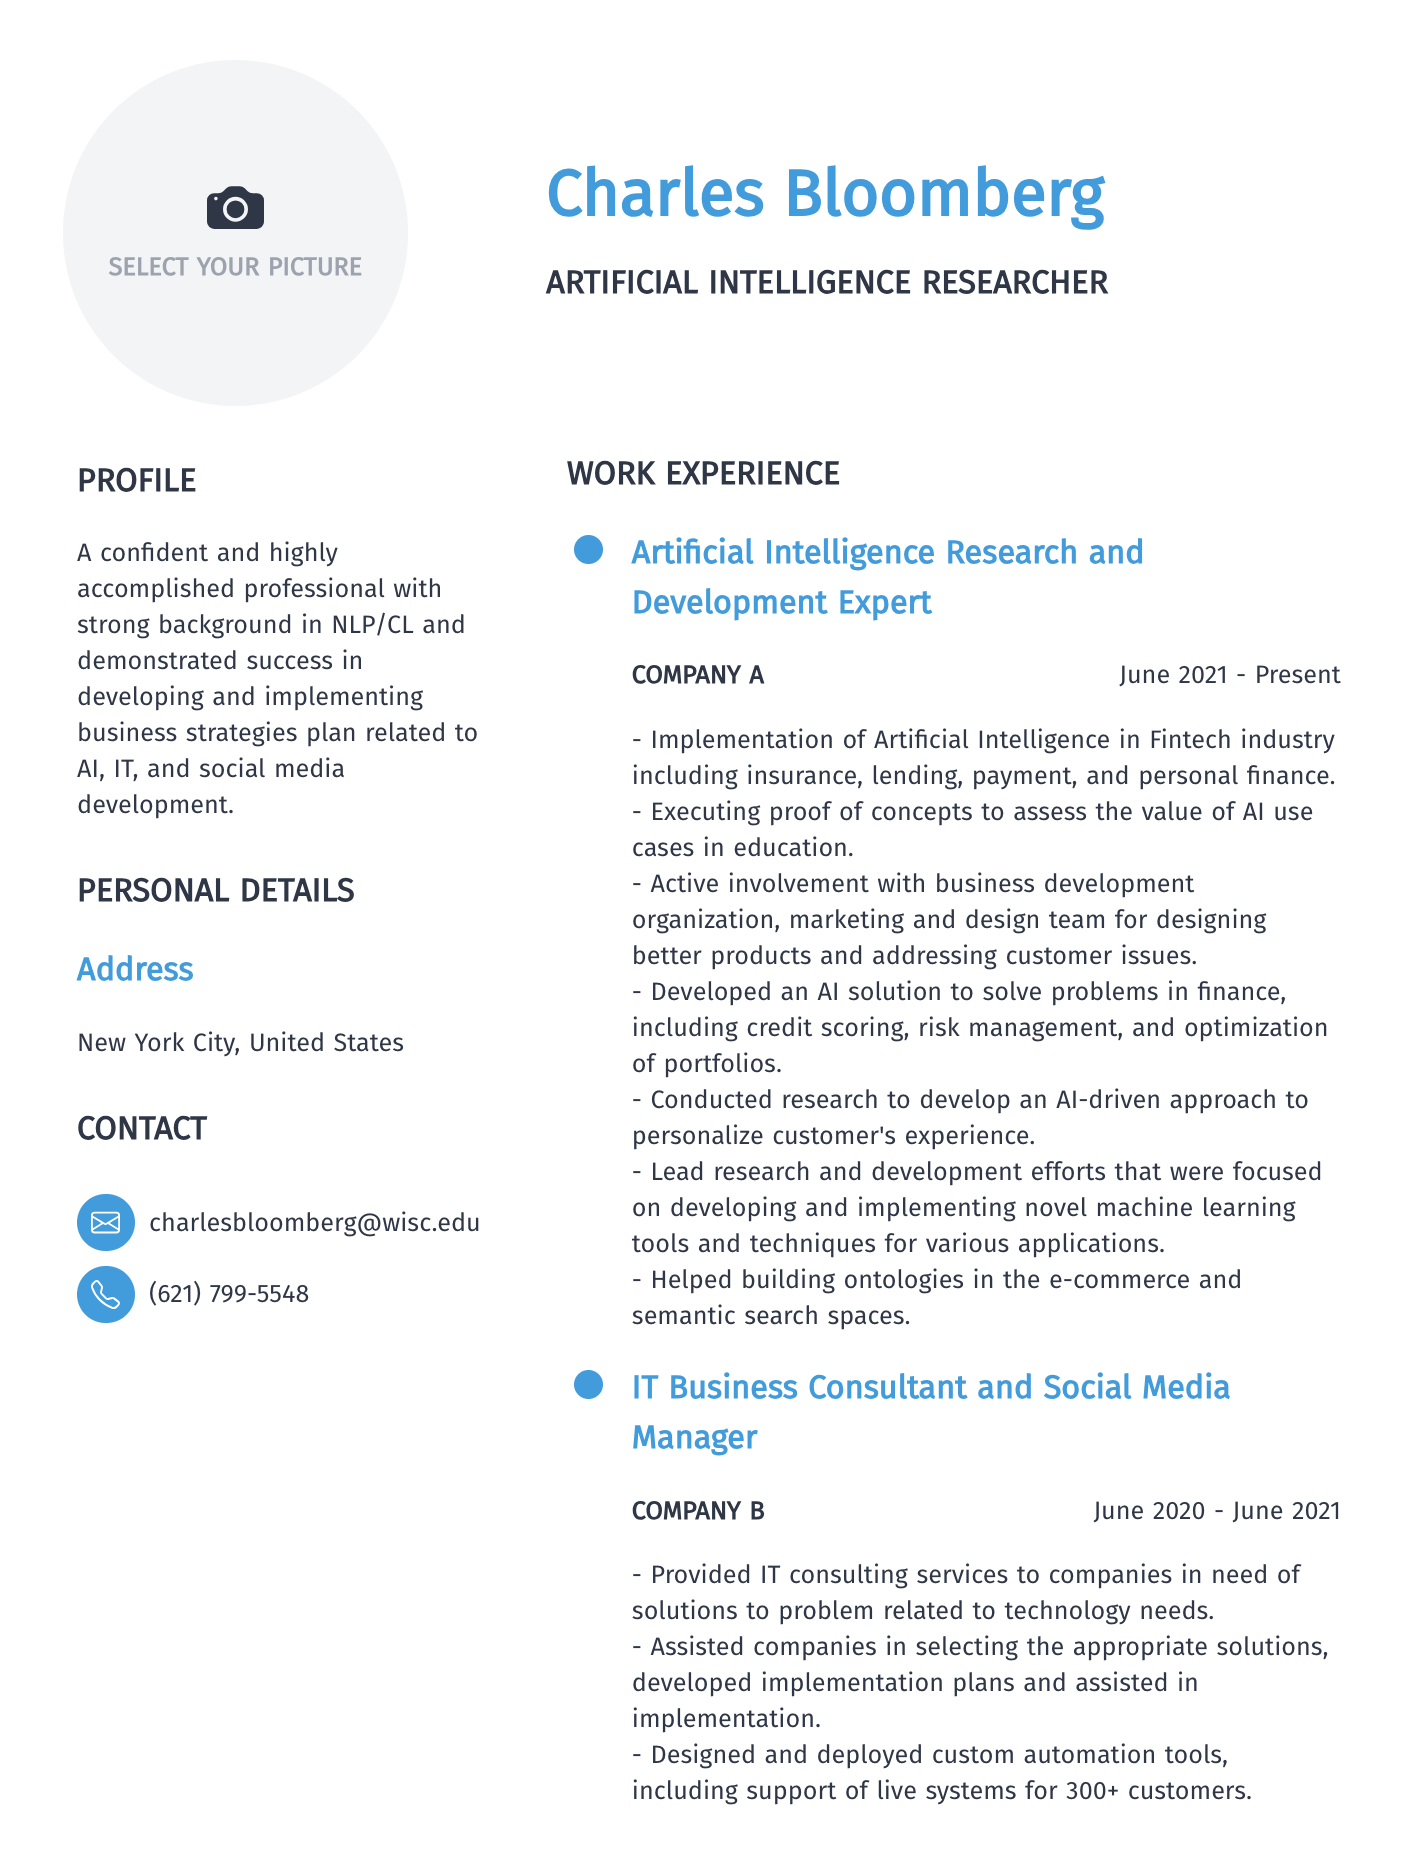 SELECT YOUR PICTURE
Charles Bloomberg
ARTIFICIAL INTELLIGENCE RESEARCHER
PROFILE
A confident and highly
accomplished professional with
strong background in NLP/CL and
demonstrated success in
developing and implementing
business strategies plan related to
AI, IT, and social media
development.
PERSONAL DETAILS
Address
New York City, United States
CONTACT
charlesbloomberg@wisc.edu
(621) 799-5548
WORK EXPERIENCE
Artificial Intelligence Research and
Development Expert
COMPANY A June 2021 - Present
- Implementation of Artificial Intelligence in Fintech industry
including insurance, lending, payment, and personal finance.
- Executing proof of concepts to assess the value of AI use
cases in education.
- Active involvement with business development
organization, marketing and design team for designing
better products and addressing customer issues.
- Developed an AI solution to solve problems in finance,
including credit scoring, risk management, and optimization
of portfolios.
- Conducted research to develop an AI-driven approach to
personalize customer's experience.
- Lead research and development efforts that were focused
on developing and implementing novel machine learning
tools and techniques for various applications.
- Helped building ontologies in the e-commerce and
semantic search spaces.
IT Business Consultant and Social Media
Manager
COMPANY B June 2020 - June 2021
- Provided IT consulting services to companies in need of
solutions to problem related to technology needs.
- Assisted companies in selecting the appropriate solutions,
developed implementation plans and assisted in
implementation.
- Designed and deployed custom automation tools,
including support of live systems for 300+ customers.